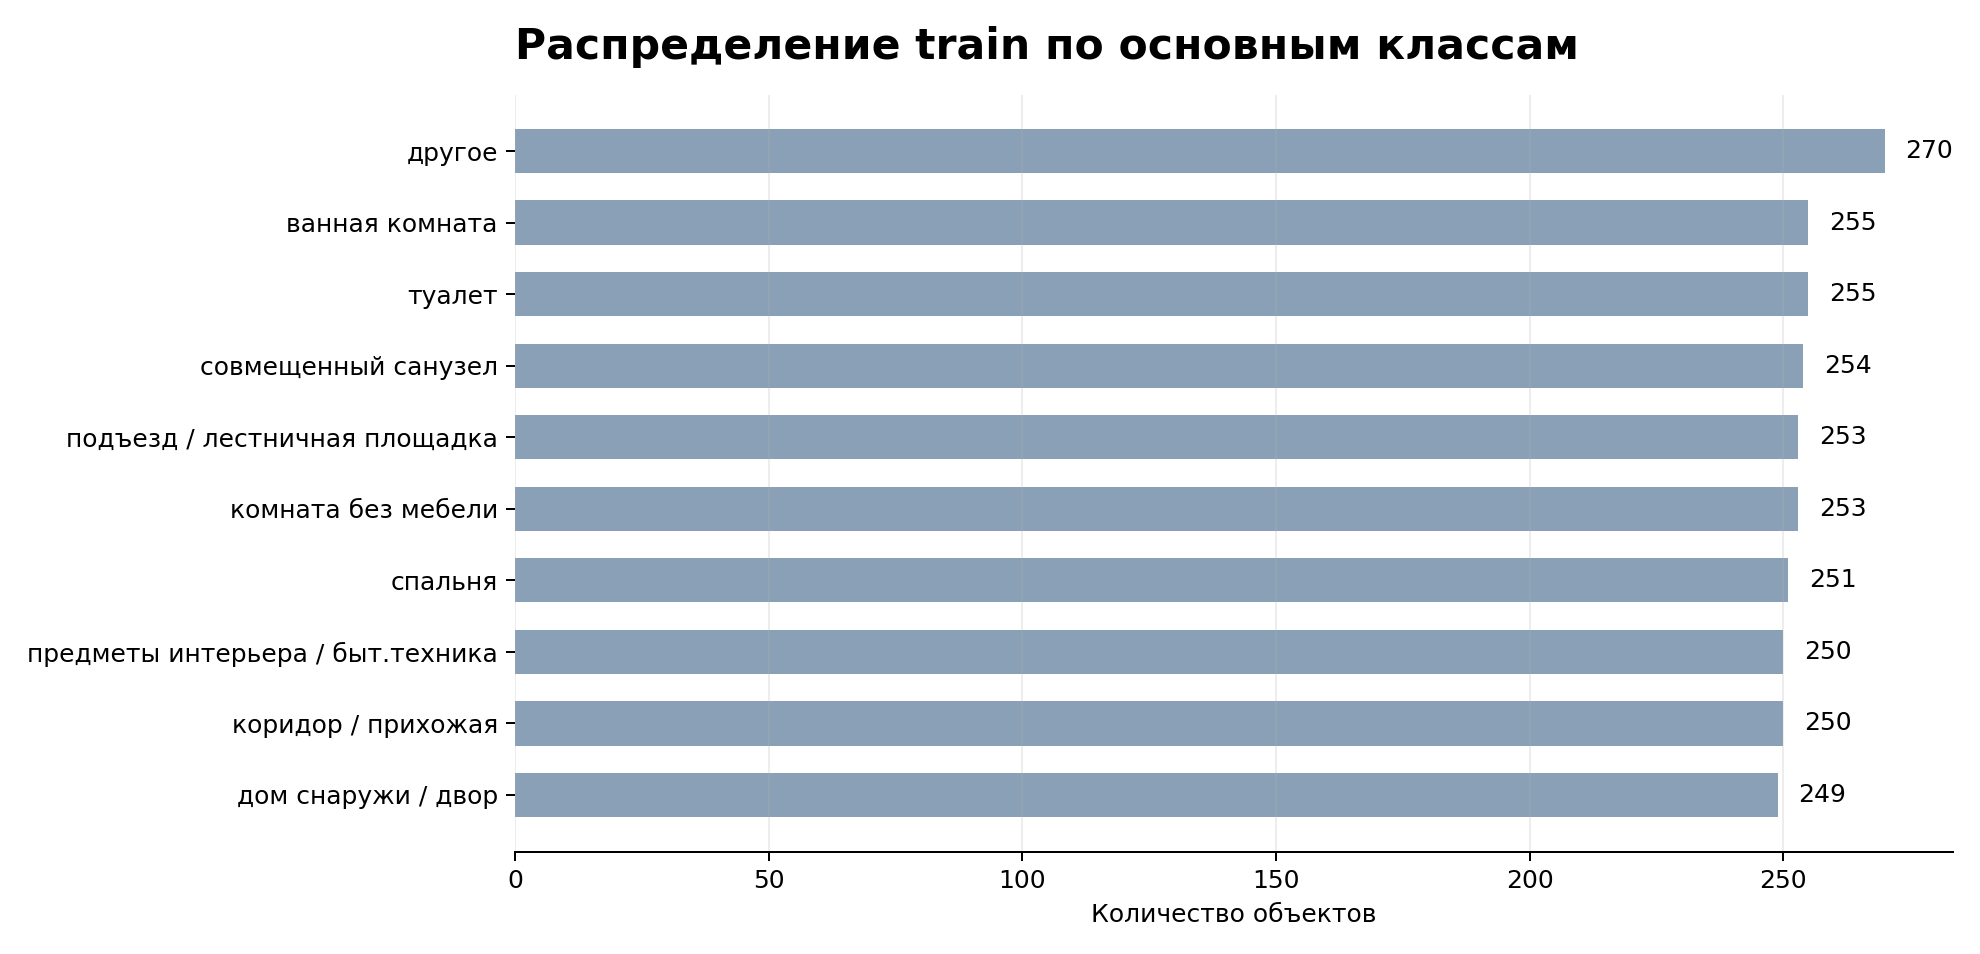 Распределение train по основным классам
другое 270
ванная комната 255
туалет 255
совмещенный санузел 254
подъезд / лестничная площадка 253
комната без мебели 253
спальня 251
предметы интерьера / быт.техника 250
коридор / прихожая 250
дом снаружи / двор 249
0 50 100 150 200 250
Количество объектов